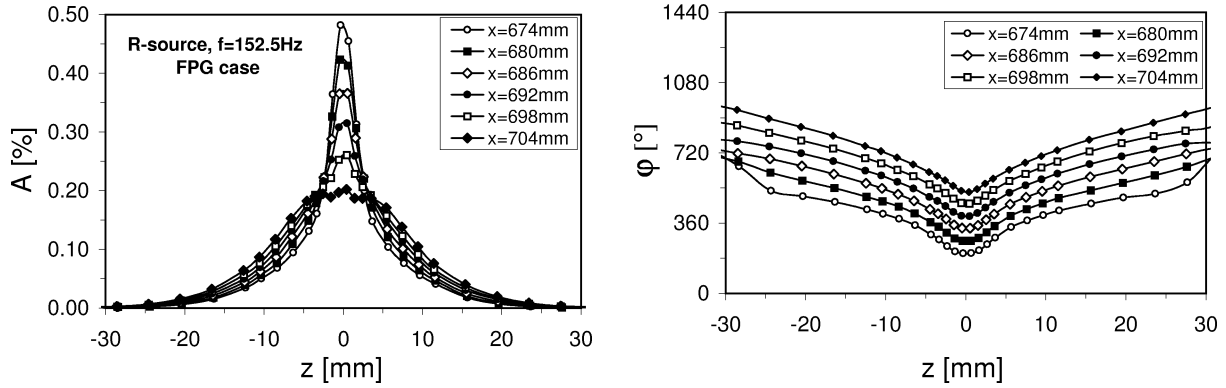 0.50
0.40
0.30
0.20
0.10
0.00
A [%]
R-source, f=152.5Hz
FPG case
x=674mm
x=680mm
x=686mm
x=692mm
x=698mm
x=704mm
-30 -20 -10 0 10 20 30
z [mm]
1440
1080
720
360
0
φ [°]
x=674mm x=680mm
x=686mm x=692mm
x=698mm x=704mm
-30 -20 -10 0 10 20 30
z [mm]